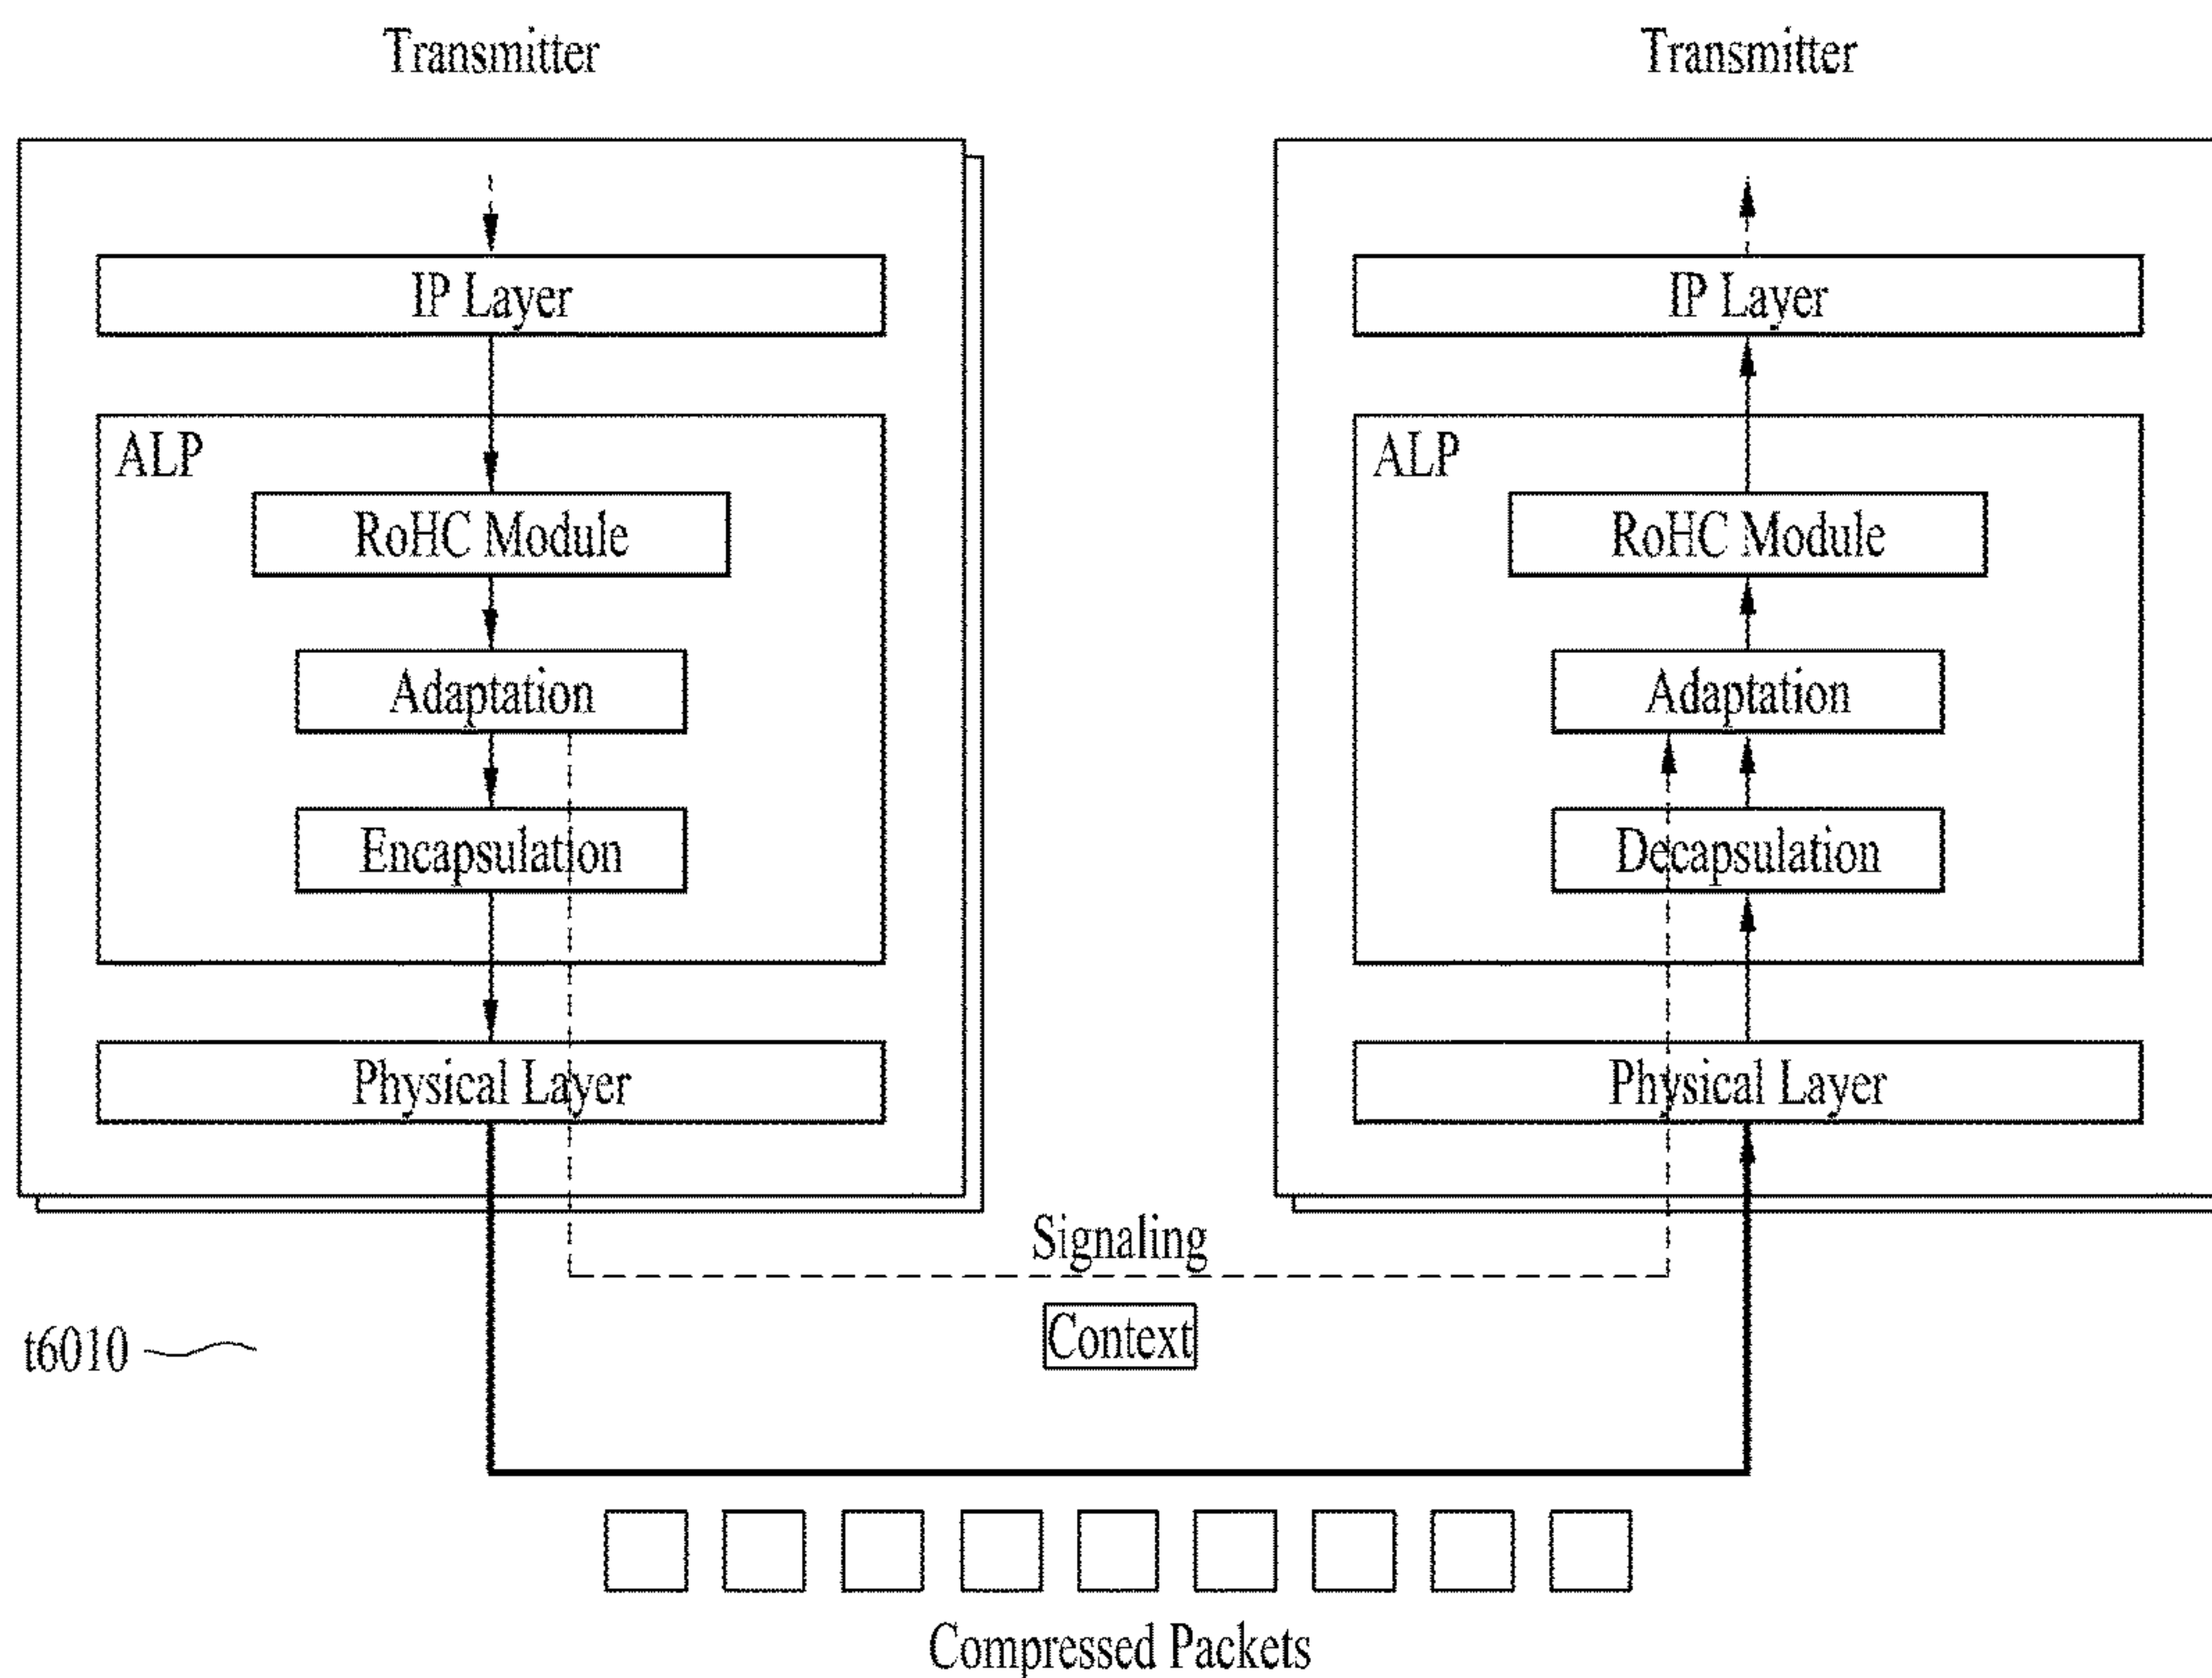 Transmitter
IP Layer
ALP
RoHC Module
Adaptation
Encapsulation
Physical Layer
Transmitter
IP Layer
ALP
RoHC Module
Adaptation
Decapsulation
Physical Layer
Signaling
Context
t6010
Compressed Packets